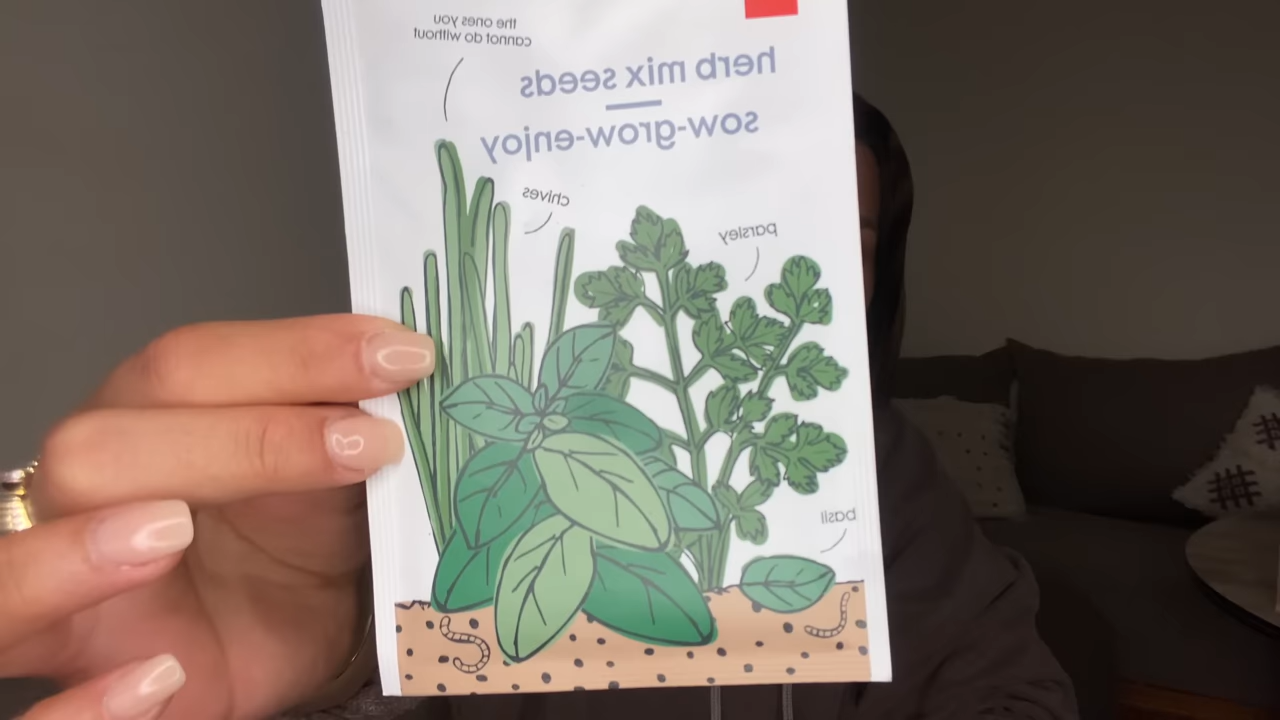 the ones you
cannot do without
herb mix seeds
sow-grow-enjoy
chives
parsley
basil